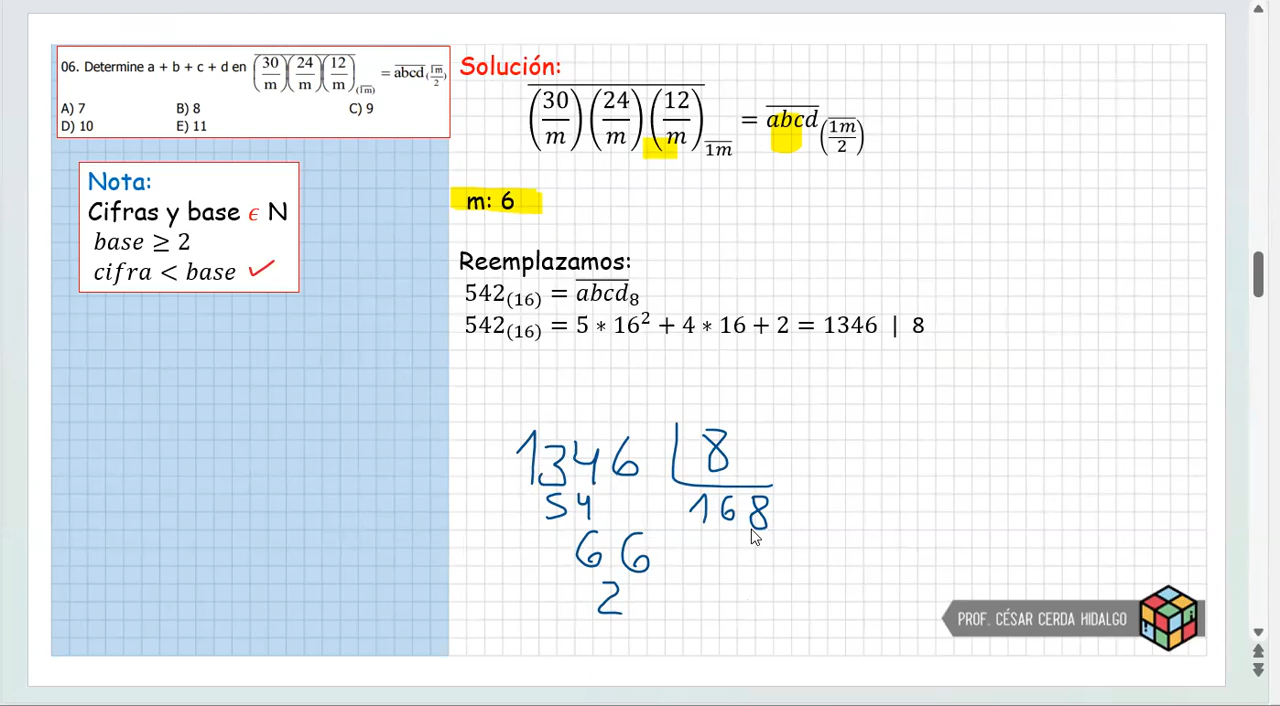 06. Determine a + b + c + d en (30/m)(24/m)(12/m)(1m) = abcd(1m/2)
A) 7 B) 8 C) 9
D) 10 E) 11
Nota:
Cifras y base ϵ N
base ≥ 2
cifra < base ✓
Solución:
(30/m)(24/m)(12/m)1m = abcd(1m/2)
m: 6
Reemplazamos:
542(16) = abcd8
542(16) = 5 ∗ 16² + 4 ∗ 16 + 2 = 1346 | 8
1346 8
54 168
66
2
PROF. CÉSAR CERDA HIDALGO